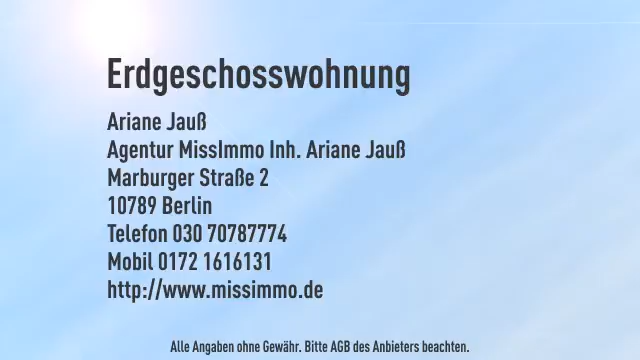 Erdgeschosswohnung
Ariane Jauß
Agentur MissImmo Inh. Ariane Jauß
Marburger Straße 2
10789 Berlin
Telefon 030 70787774
Mobil 0172 1616131
http://www.missimmo.de
Alle Angaben ohne Gewähr. Bitte AGB des Anbieters beachten.